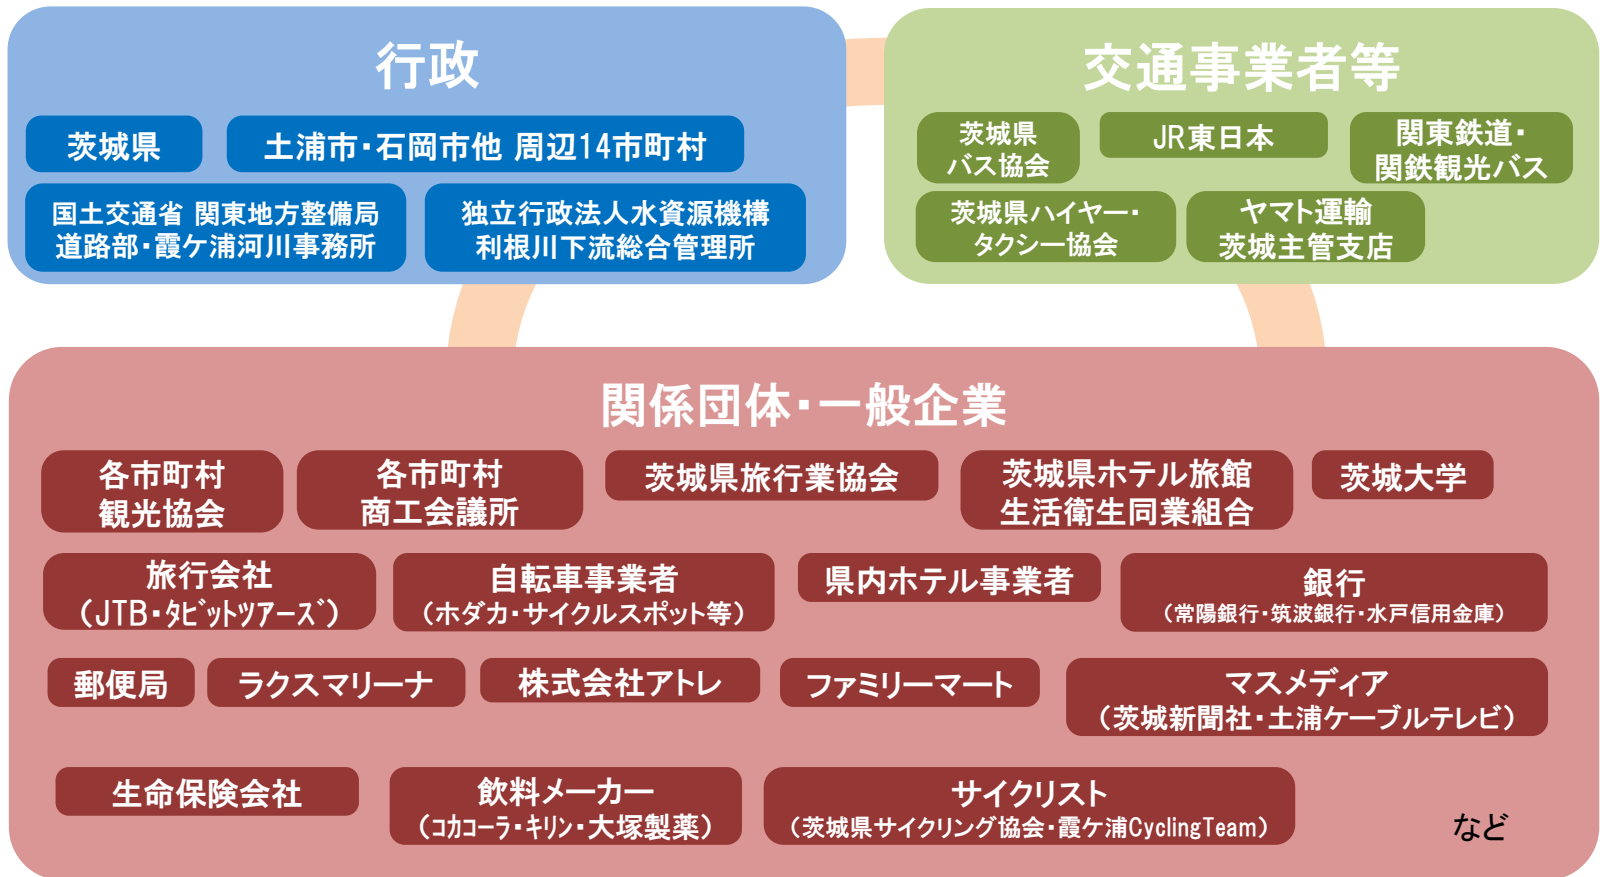 行政
茨城県
土浦市・石岡市他 周辺14市町村
国土交通省 関東地方整備局
道路部・霞ケ浦河川事務所
独立行政法人水資源機構
利根川下流総合管理所
交通事業者等
茨城県
バス協会
JR東日本
関東鉄道・
関鉄観光バス
茨城県ハイヤー・
タクシー協会
ヤマト運輸
茨城主管支店
関係団体・一般企業
各市町村
観光協会
各市町村
商工会議所
茨城県旅行業協会
茨城県ホテル旅館
生活衛生同業組合
茨城大学
旅行会社
（JTB・ﾀﾋﾞｯﾄツアーズﾞ）
自転車事業者
（ホダカ・サイクルスポット等）
県内ホテル事業者
銀行
（常陽銀行・筑波銀行・水戸信用金庫）
郵便局
ラクスマリーナ
株式会社アトレ
ファミリーマート
マスメディア
（茨城新聞社・土浦ケーブルテレビ）
生命保険会社
飲料メーカー
（ｺｶｺｰﾗ・ｷﾘﾝ・大塚製薬）
サイクリスト
（茨城県サイクリング協会・霞ケ浦CyclingTeam）
など